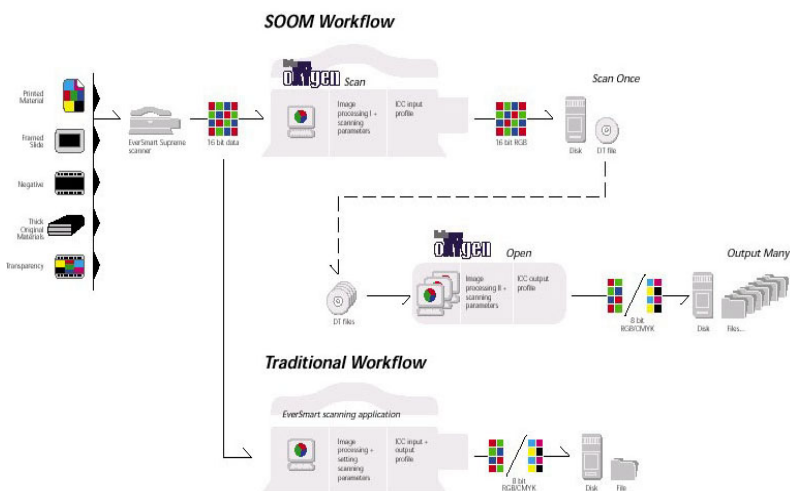 SOOM Workflow
oxygen Scan
Scan Once
Printed
Material
Framed
Slide
Negative
Thick
Original
Materials
Transparency
EverSmart Supreme
scanner
16 bit data
Image
processing I +
scanning
parameters
ICC input
profile
16 bit RGB
Disk
DT file
oxygen Open
Output Many
DT files
Image
processing II +
scanning
parameters
ICC output
profile
8 bit
RGB/CMYK
Disk
Files...
Traditional Workflow
EverSmart scanning application
Image
processing +
setting
scanning
parameters
ICC input +
output
profile
8 bit
RGB/CMYK
Disk
File